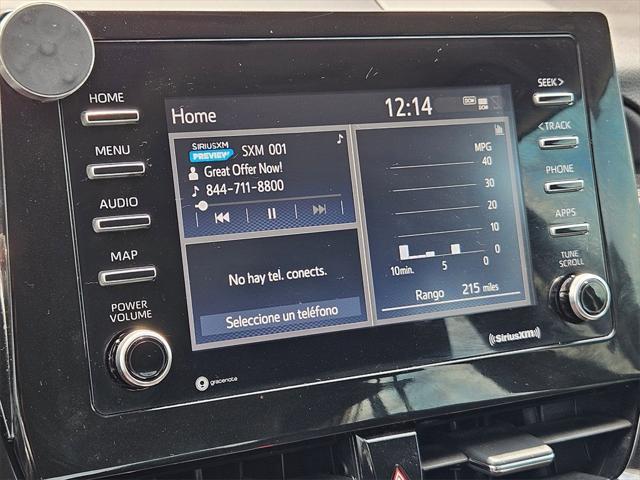 HOME
MENU
AUDIO
MAP
POWER
VOLUME
Home
12:14
DCM
DCM
SIRIUSXM
PREVIEW
SXM 001
Great Offer Now!
844-711-8800
No hay tel. conects.
Seleccione un teléfono
MPG
40
30
20
10
0
10min. 5 0
Rango 215 miles
SEEK >
< TRACK
PHONE
APPS
TUNE
SCROLL
gracenote
SiriusXM